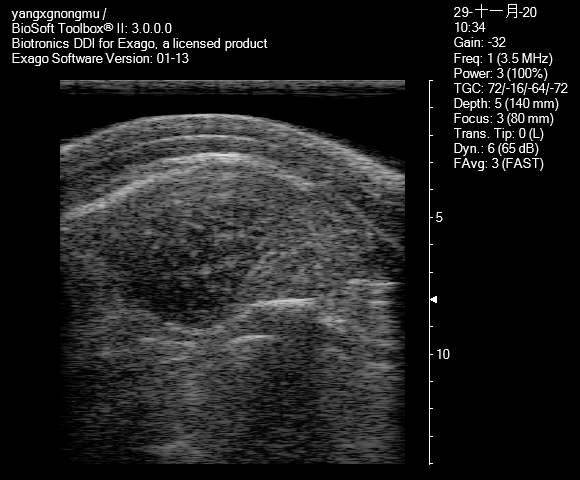 yangxgnongmu /
BioSoft Toolbox® II: 3.0.0.0
Biotronics DDI for Exago, a licensed product
Exago Software Version: 01-13
29-十一月-20
10:34
Gain: -32
Freq: 1 (3.5 MHz)
Power: 3 (100%)
TGC: 72/-16/-64/-72
Depth: 5 (140 mm)
Focus: 3 (80 mm)
Trans. Tip: 0 (L)
Dyn.: 6 (65 dB)
FAvg: 3 (FAST)
5
10